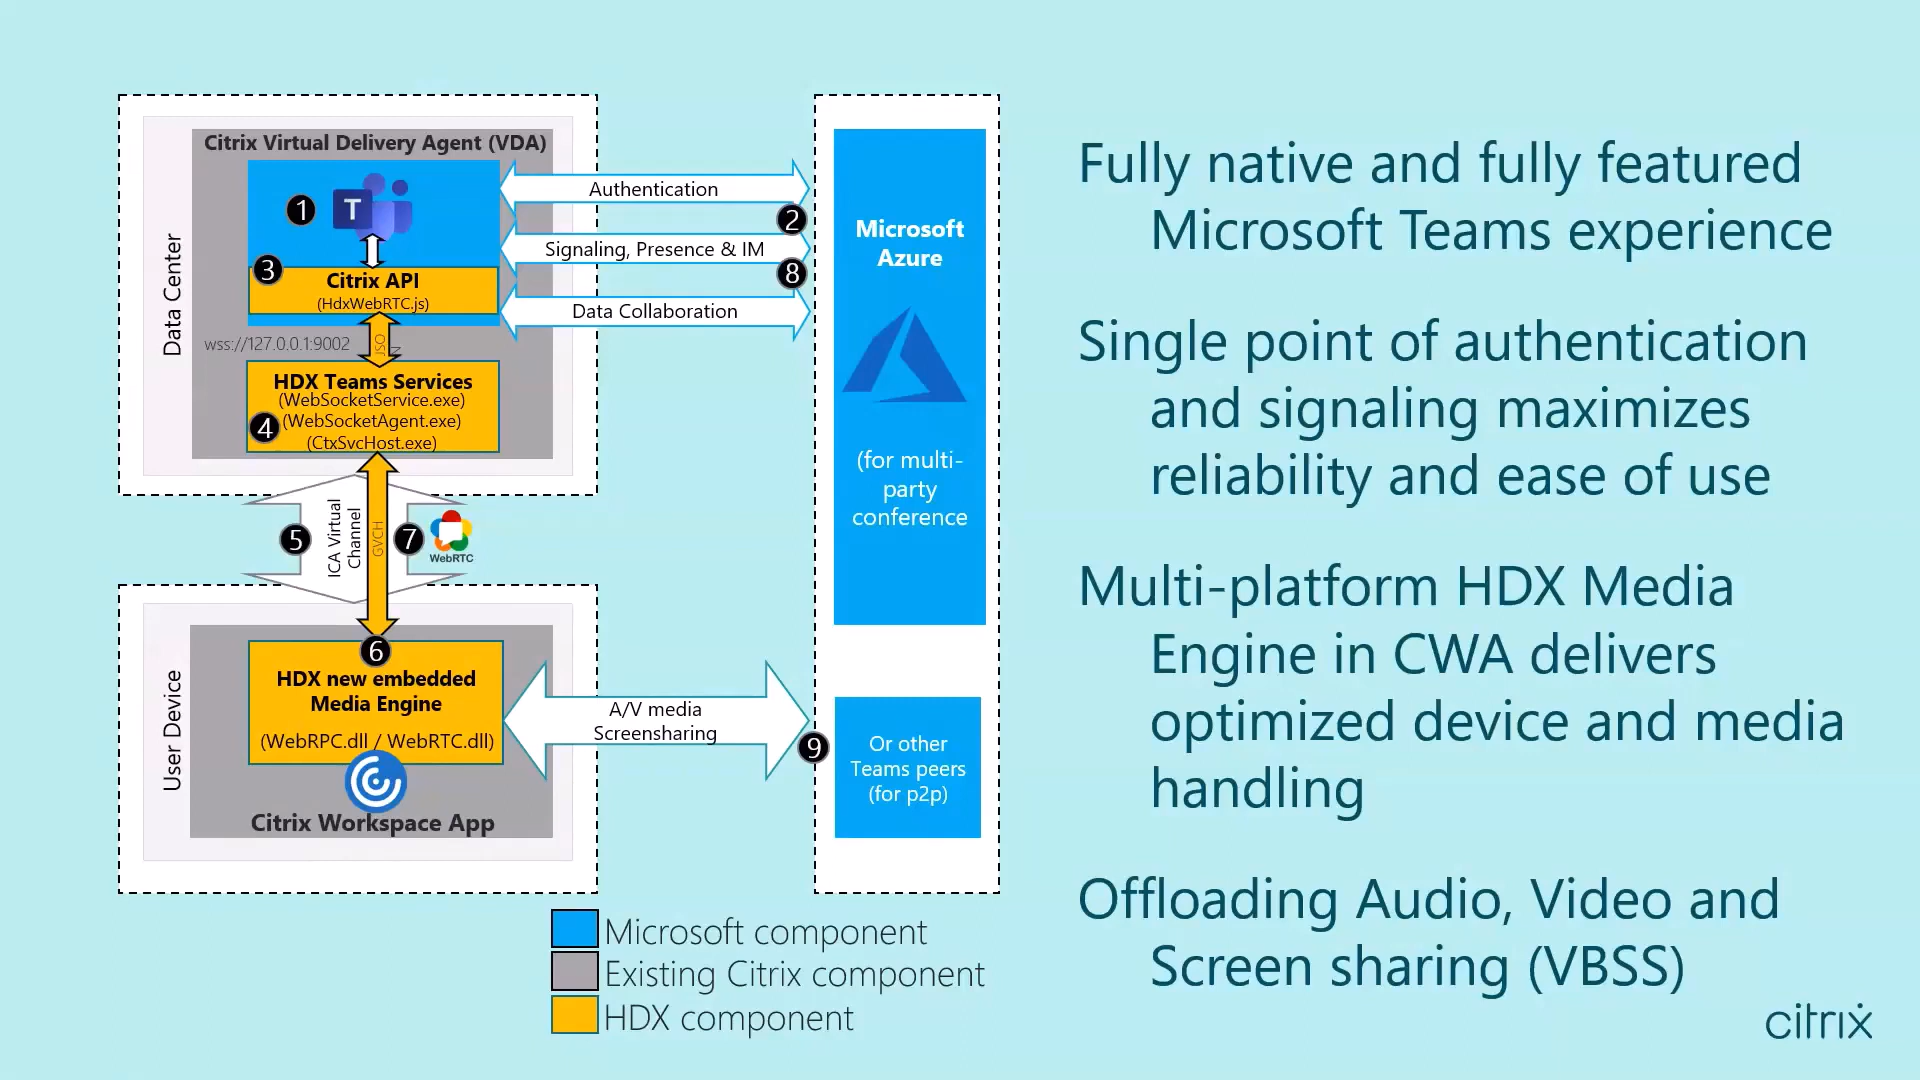 Citrix Virtual Delivery Agent (VDA)
Data Center
1
T
3
Citrix API
(HdxWebRTC.js)
wss://127.0.0.1:9002
JSON
HDX Teams Services
(WebSocketService.exe)
4
(WebSocketAgent.exe)
(CtxSvcHost.exe)
Authentication
2
Signaling, Presence & IM
8
Data Collaboration
Microsoft
Azure
(for multi-
party
conference
5
ICA Virtual
Channel
GVCH
7
WebRTC
User Device
6
HDX new embedded
Media Engine
(WebRPC.dll / WebRTC.dll)
Citrix Workspace App
A/V media
Screensharing
9
Or other
Teams peers
(for p2p)
Microsoft component
Existing Citrix component
HDX component
Fully native and fully featured
Microsoft Teams experience
Single point of authentication
and signaling maximizes
reliability and ease of use
Multi-platform HDX Media
Engine in CWA delivers
optimized device and media
handling
Offloading Audio, Video and
Screen sharing (VBSS)
citrix